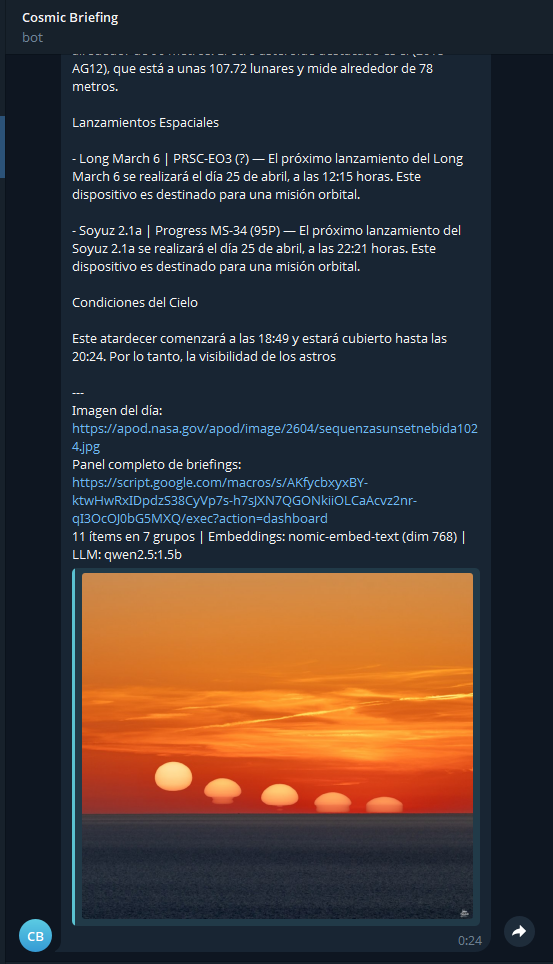 Cosmic Briefing
bot
AG12), que está a unas 107.72 lunares y mide alrededor de 78
metros.
Lanzamientos Espaciales
- Long March 6 | PRSC-EO3 (?) — El próximo lanzamiento del Long
March 6 se realizará el día 25 de abril, a las 12:15 horas. Este
dispositivo es destinado para una misión orbital.
- Soyuz 2.1a | Progress MS-34 (95P) — El próximo lanzamiento del
Soyuz 2.1a se realizará el día 25 de abril, a las 22:21 horas. Este
dispositivo es destinado para una misión orbital.
Condiciones del Cielo
Este atardecer comenzará a las 18:49 y estará cubierto hasta las
20:24. Por lo tanto, la visibilidad de los astros
---
Imagen del día:
https://apod.nasa.gov/apod/image/2604/sequenzasunsetnebida102
4.jpg
Panel completo de briefings:
https://script.google.com/macros/s/AKfycbxyxBY-
ktwHwRxIDpdzS38CyVp7s-h7sJXN7QGONkiiOLCaAcvz2nr-
qI3OcOJ0bG5MXQ/exec?action=dashboard
11 ítems en 7 grupos | Embeddings: nomic-embed-text (dim 768) |
LLM: qwen2.5:1.5b
CB
0:24